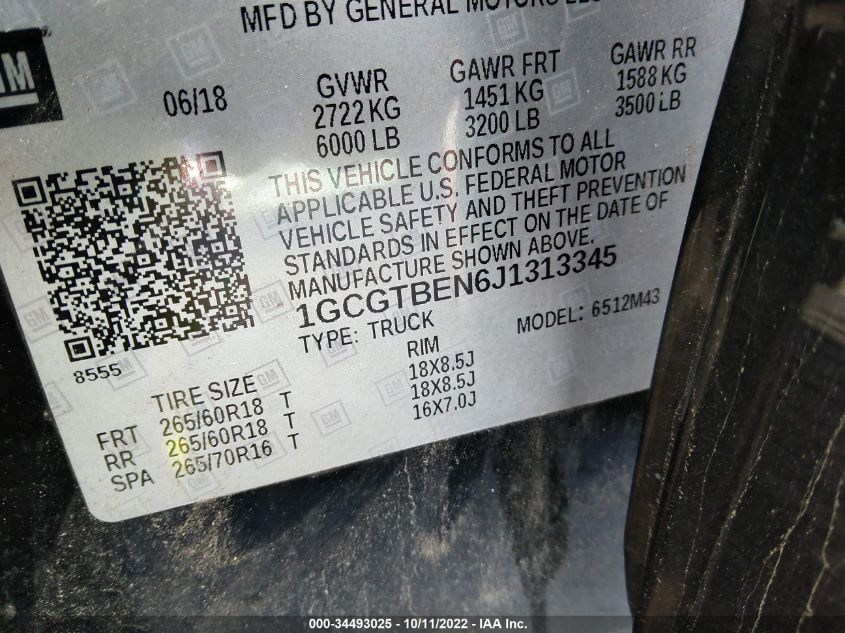 MFD BY GENERAL MOTORS LLC
GM
06/18
GVWR
2722 KG
6000 LB
GAWR FRT
1451 KG
3200 LB
GAWR RR
1588 KG
3500 LB
THIS VEHICLE CONFORMS TO ALL
APPLICABLE U.S. FEDERAL MOTOR
VEHICLE SAFETY AND THEFT PREVENTION
STANDARDS IN EFFECT ON THE DATE OF
MANUFACTURE SHOWN ABOVE.
1GCGTBEN6J1313345
TYPE: TRUCK
MODEL: 6512M43
8555
TIRE SIZE
RIM
FRT 265/60R18 T 18X8.5J
RR 265/60R18 T 18X8.5J
SPA 265/70R16 T 16X7.0J
000-34493025 - 10/11/2022 - IAA Inc.